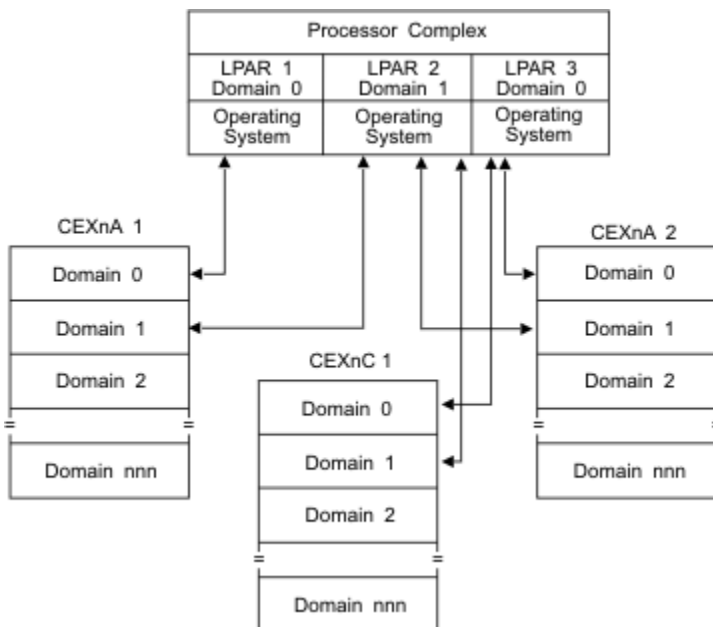 Processor Complex
LPAR 1
Domain 0
LPAR 2
Domain 1
LPAR 3
Domain 0
Operating
System
Operating
System
Operating
System
CEXnA 1
Domain 0
Domain 1
Domain 2
Domain nnn
CEXnC 1
Domain 0
Domain 1
Domain 2
Domain nnn
CEXnA 2
Domain 0
Domain 1
Domain 2
Domain nnn